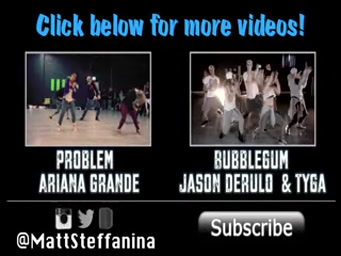 Click below for more videos!
PROBLEM
ARIANA GRANDE
BUBBLEGUM
JASON DERULO & TYGA
@MattSteffanina
Subscribe